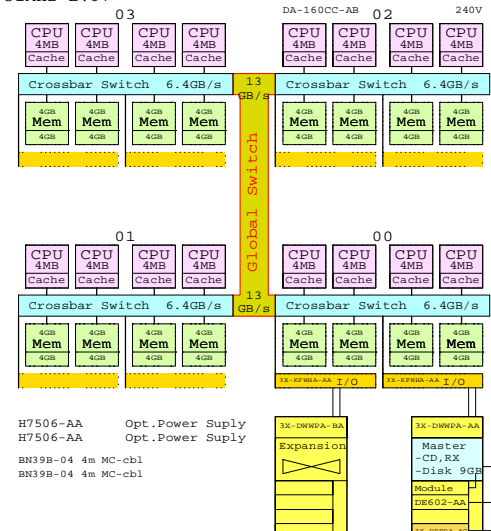 03
DA-160CC-AB 02 240V
CPU CPU CPU CPU CPU CPU CPU CPU
4MB 4MB 4MB 4MB 4MB 4MB 4MB 4MB
Cache Cache Cache Cache Cache Cache Cache Cache
Crossbar Switch 6.4GB/s
13
GB/s
Crossbar Switch 6.4GB/s
4GB 4GB 4GB 4GB 4GB 4GB 4GB 4GB
Mem Mem Mem Mem Mem Mem Mem Mem
4GB 4GB 4GB 4GB 4GB 4GB 4GB 4GB
Global Switch
01 00
CPU CPU CPU CPU CPU CPU CPU CPU
4MB 4MB 4MB 4MB 4MB 4MB 4MB 4MB
Cache Cache Cache Cache Cache Cache Cache Cache
Crossbar Switch 6.4GB/s
13
GB/s
Crossbar Switch 6.4GB/s
4GB 4GB 4GB 4GB 4GB 4GB 4GB 4GB
Mem Mem Mem Mem Mem Mem Mem Mem
4GB 4GB 4GB 4GB 4GB 4GB 4GB 4GB
3X-KFWHA-AA I/O 3X-KFWHA-AA I/O
H7506-AA Opt.Power Suply
H7506-AA Opt.Power Suply
BN39B-04 4m MC-cbl
BN39B-04 4m MC-cbl
3X-DWWPA-BA
Expansion
3X-DWWPA-AA
Master
-CD,RX
-Disk 9GB
Module
DE602-AA